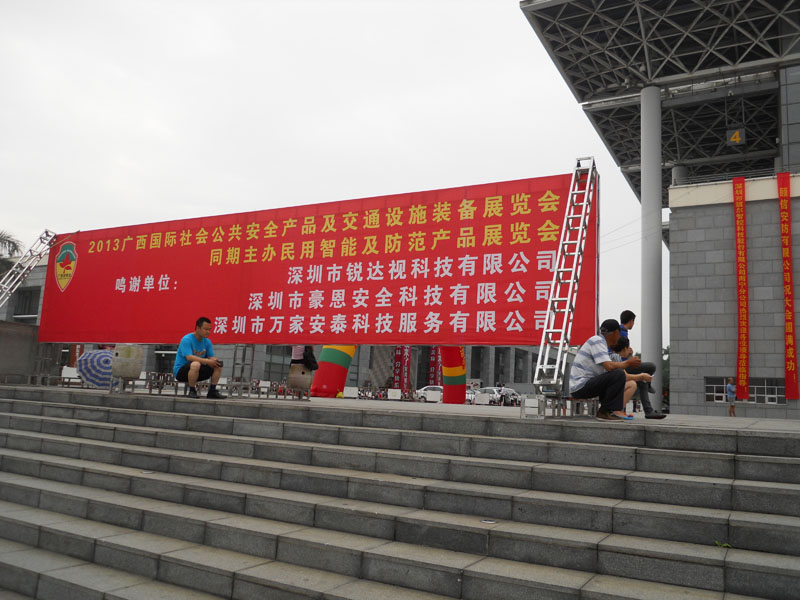 2013广西国际社会公共安全产品及交通设施装备展览会
同期主办民用智能及防范产品展览会
鸣谢单位：
深圳市锐达视科技有限公司
深圳市豪恩安全科技有限公司
深圳市万家安泰科技服务有限公司
4